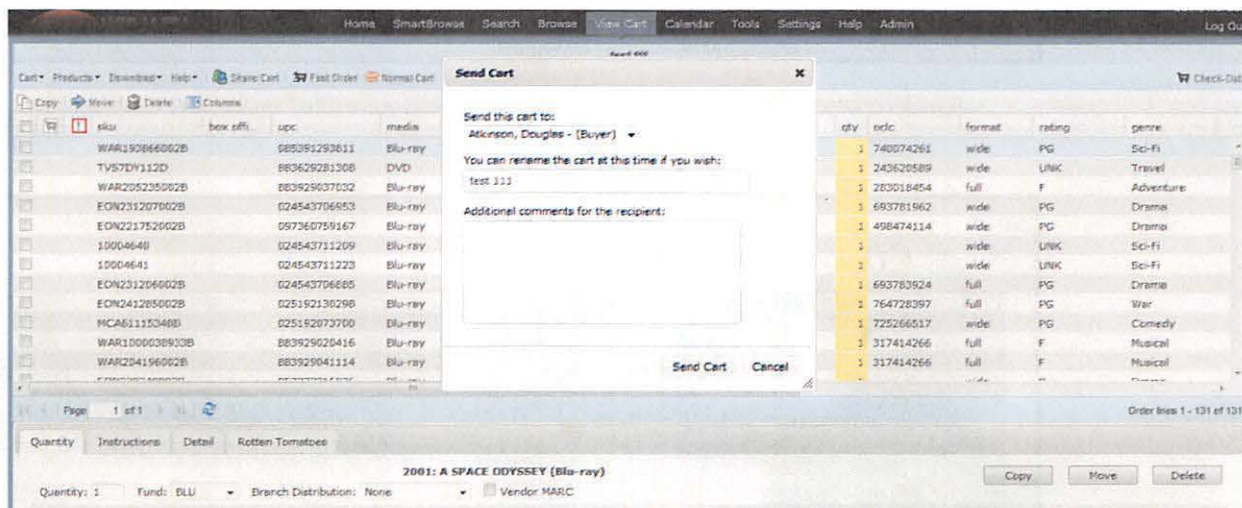 Home SmartBrowse Search Browse View Cart Calendar Tools Settings Help Admin Log Ou
Cart Products Download Help Share Cart Fast Order Normal Cart Send Cart Check-Out
Copy Move Delete Columns
sku box offi... upc media qty oclc format rating genre
Send this cart to:
Atkinson, Douglas - (Buyer)
You can rename the cart at this time if you wish:
test 111
Additional comments for the recipient:
WAR193866002B 085391293811 Blu-ray 1 740074261 wide PG Sci-Fi
TVS7DY112D 883629281308 DVD 1 243620589 wide UNK Travel
WAR205235002B 883929037032 Blu-ray 1 283018454 full F Adventure
EON231207002B 024543706953 Blu-ray 1 693781962 wide PG Drama
EON221752002B 097360759167 Blu-ray 1 498474114 wide PG Drama
10004640 024543711209 Blu-ray 1 wide UNK Sci-Fi
10004641 024543711223 Blu-ray 1 wide UNK Sci-Fi
EON231206002B 024543706885 Blu-ray 1 693783924 full PG Drama
EON241285002B 025192130298 Blu-ray 1 764728397 full PG War
MCA61115348B 025192073700 Blu-ray 1 725266517 wide PG Comedy
WAR1000038933B 883929020416 Blu-ray 1 317414266 full F Musical
WAR204196002B 883929041114 Blu-ray 1 317414266 full F Musical
Send Cart Cancel
Page 1 of 1 Order lines 1 - 131 of 131
Quantity Instructions Detail Rotten Tomatoes
2001: A SPACE ODYSSEY (Blu-ray)
Copy Move Delete
Quantity: 1 Fund: BLU Branch Distribution: None Vendor MARC